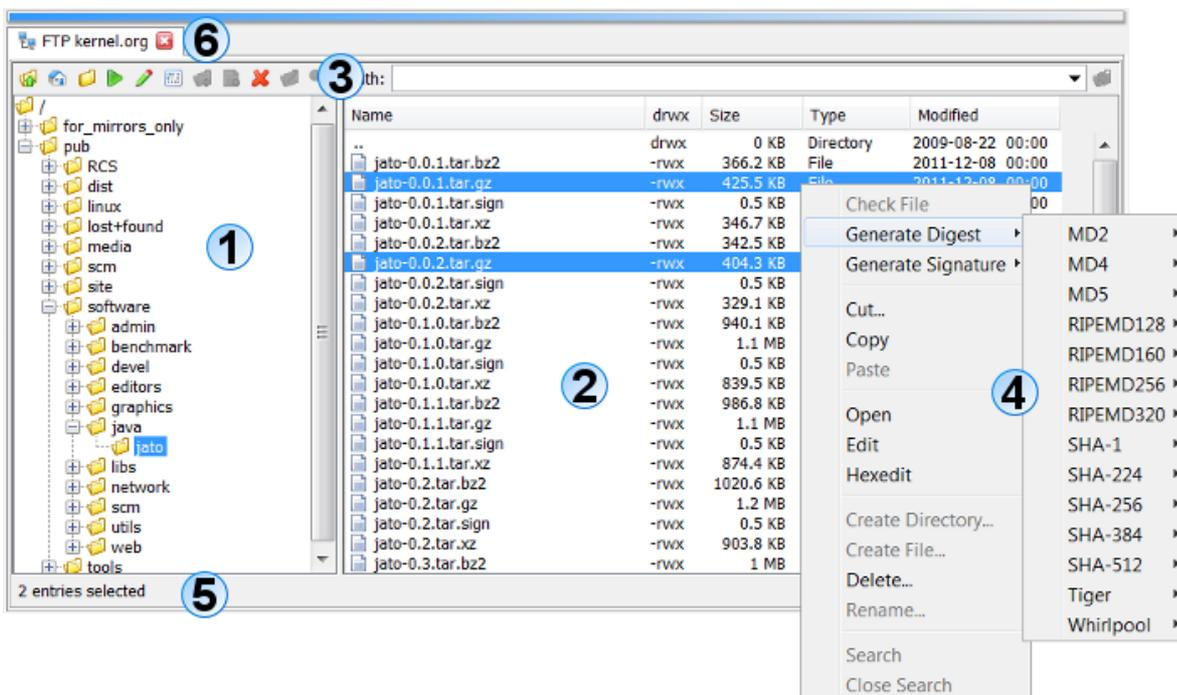 FTP kernel.org
6
3
th:
/
for_mirrors_only
pub
RCS
dist
linux
lost+found
media
scm
site
software
admin
benchmark
devel
editors
graphics
java
jato
libs
network
scm
utils
web
tools
1
Name drwx Size Type Modified
.. drwx 0 KB Directory 2009-08-22 00:00
jato-0.0.1.tar.bz2 -rwx 366.2 KB File 2011-12-08 00:00
jato-0.0.1.tar.gz -rwx 425.5 KB File 2011-12-08 00:00
jato-0.0.1.tar.sign -rwx 0.5 KB 00
jato-0.0.1.tar.xz -rwx 346.7 KB
jato-0.0.2.tar.bz2 -rwx 342.5 KB
jato-0.0.2.tar.gz -rwx 404.3 KB
jato-0.0.2.tar.sign -rwx 0.5 KB
jato-0.0.2.tar.xz -rwx 329.1 KB
jato-0.1.0.tar.bz2 -rwx 940.1 KB
jato-0.1.0.tar.gz -rwx 1.1 MB
jato-0.1.0.tar.sign -rwx 0.5 KB
jato-0.1.0.tar.xz -rwx 839.5 KB
jato-0.1.1.tar.bz2 -rwx 986.8 KB
jato-0.1.1.tar.gz -rwx 1.1 MB
jato-0.1.1.tar.sign -rwx 0.5 KB
jato-0.1.1.tar.xz -rwx 874.4 KB
jato-0.2.tar.bz2 -rwx 1020.6 KB
jato-0.2.tar.gz -rwx 1.2 MB
jato-0.2.tar.sign -rwx 0.5 KB
jato-0.2.tar.xz -rwx 903.8 KB
jato-0.3.tar.bz2 -rwx 1 MB
2
Check File
Generate Digest
Generate Signature
Cut...
Copy
Paste
Open
Edit
Hexedit
Create Directory...
Create File...
Delete...
Rename...
Search
Close Search
4
MD2
MD4
MD5
RIPEMD128
RIPEMD160
RIPEMD256
RIPEMD320
SHA-1
SHA-224
SHA-256
SHA-384
SHA-512
Tiger
Whirlpool
2 entries selected
5